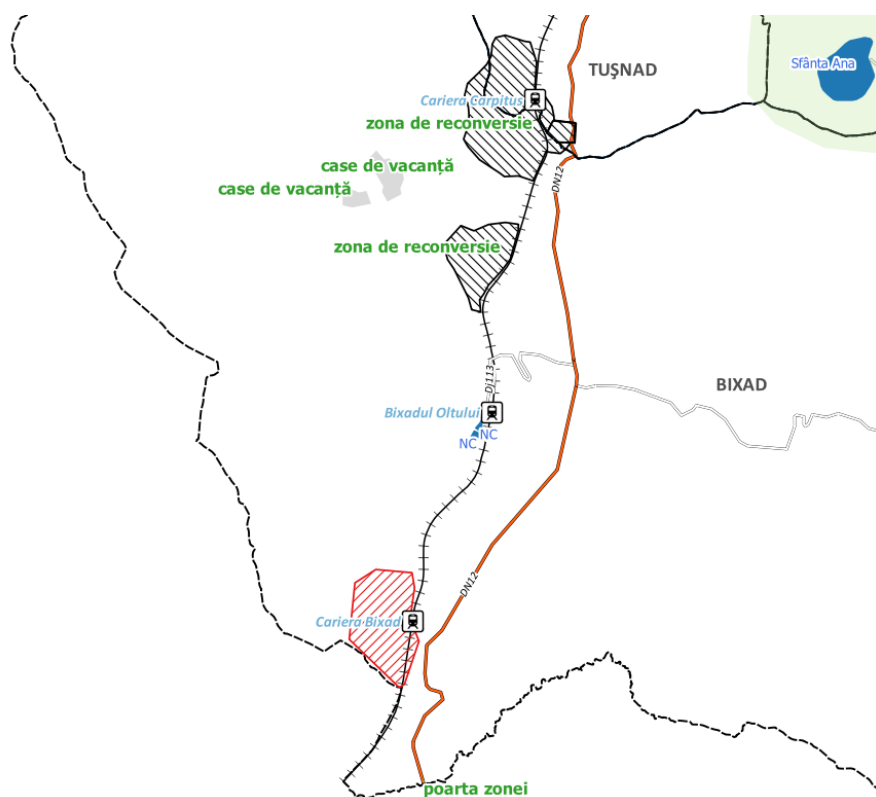 TUŞNAD
Sfânta Ana
Cariera Carpitus
zona de reconversie
case de vacanță
case de vacanță
DN12
zona de reconversie
DJ113
BIXAD
Bixadul Oltului
NC
NC
DN12
Cariera Bixad
poarta zonei